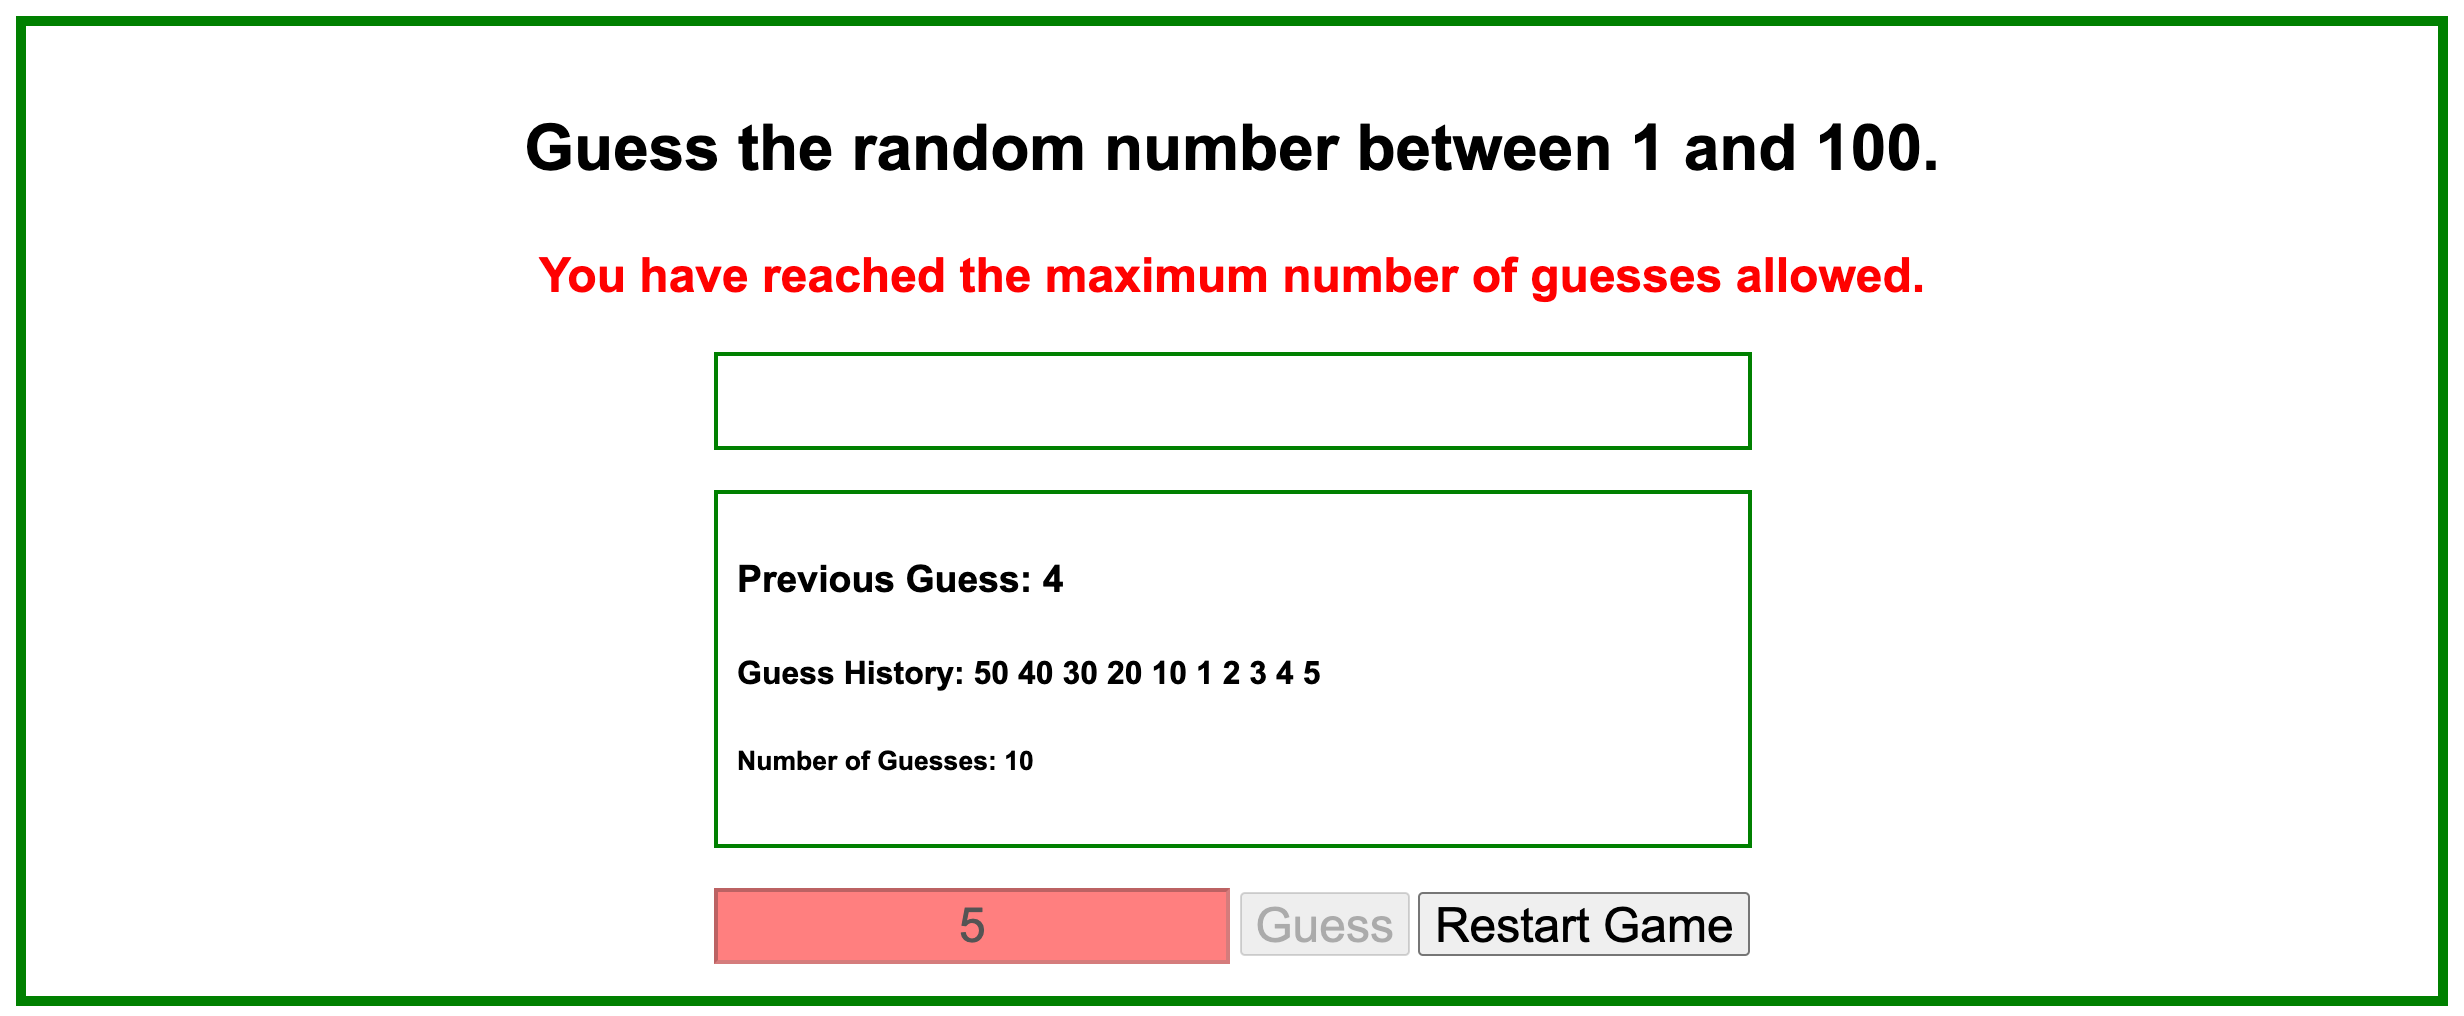 Guess the random number between 1 and 100.
You have reached the maximum number of guesses allowed.
Previous Guess: 4
Guess History: 50 40 30 20 10 1 2 3 4 5
Number of Guesses: 10
5 Guess Restart Game